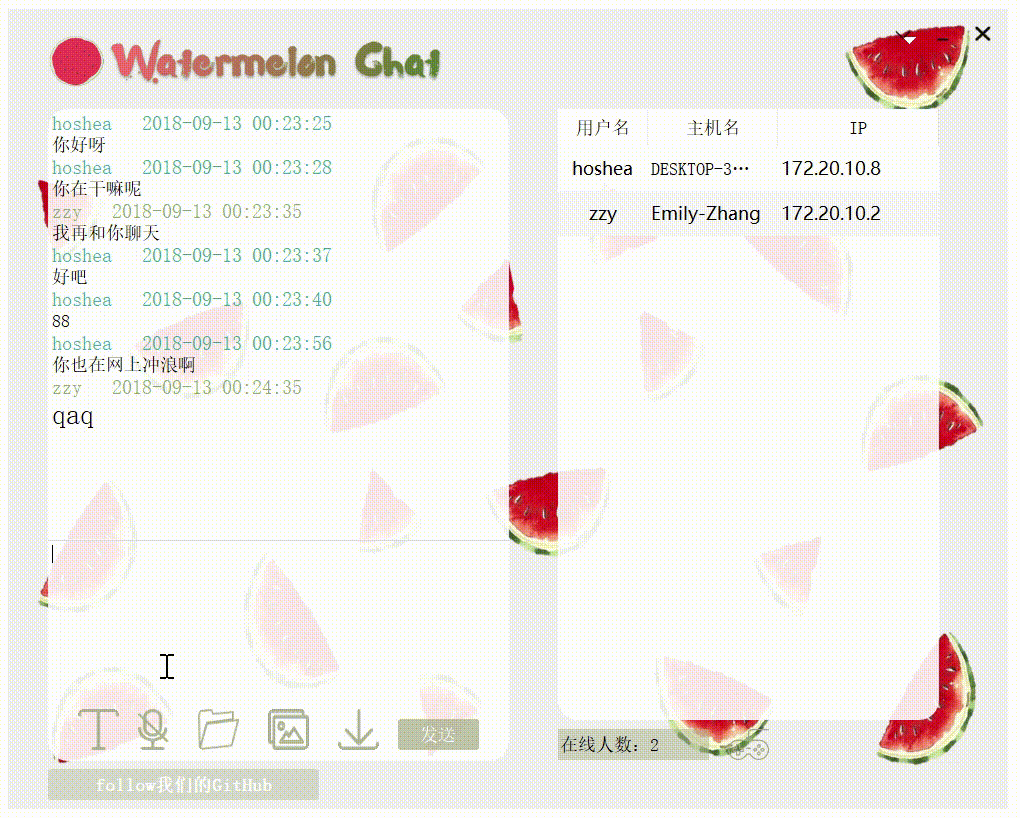 Watermelon Chat
hoshea 2018-09-13 00:23:25
你好呀
hoshea 2018-09-13 00:23:28
你在干嘛呢
zzy 2018-09-13 00:23:35
我再和你聊天
hoshea 2018-09-13 00:23:37
好吧
hoshea 2018-09-13 00:23:40
88
hoshea 2018-09-13 00:23:56
你也在网上冲浪啊
zzy 2018-09-13 00:24:35
qaq
发送
follow我们的GitHub
用户名 主机名 IP
hoshea DESKTOP-3… 172.20.10.8
zzy Emily-Zhang 172.20.10.2
在线人数：2